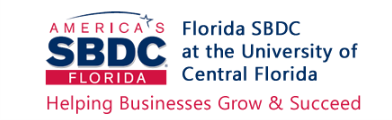 AMERICA'S
SBDC
FLORIDA
Florida SBDC
at the University of
Central Florida
Helping Businesses Grow & Succeed